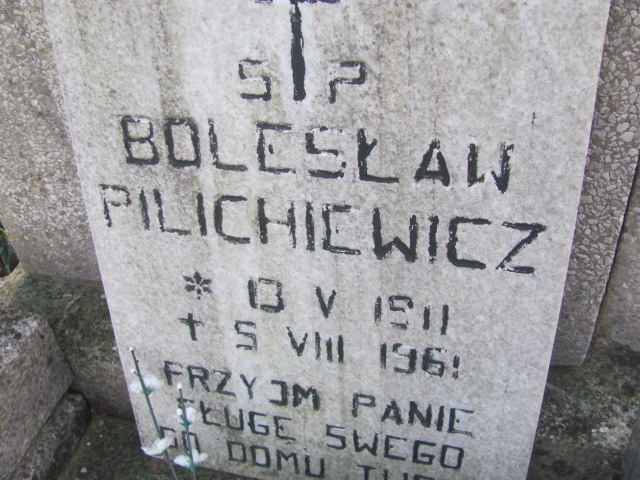 S P
BOLESŁAW
PILICHIEWICZ
* 13 V 1911
+ 5 VIII 1961
PRZYJM PANIE
SŁUGE SWEGO
DO DOMU